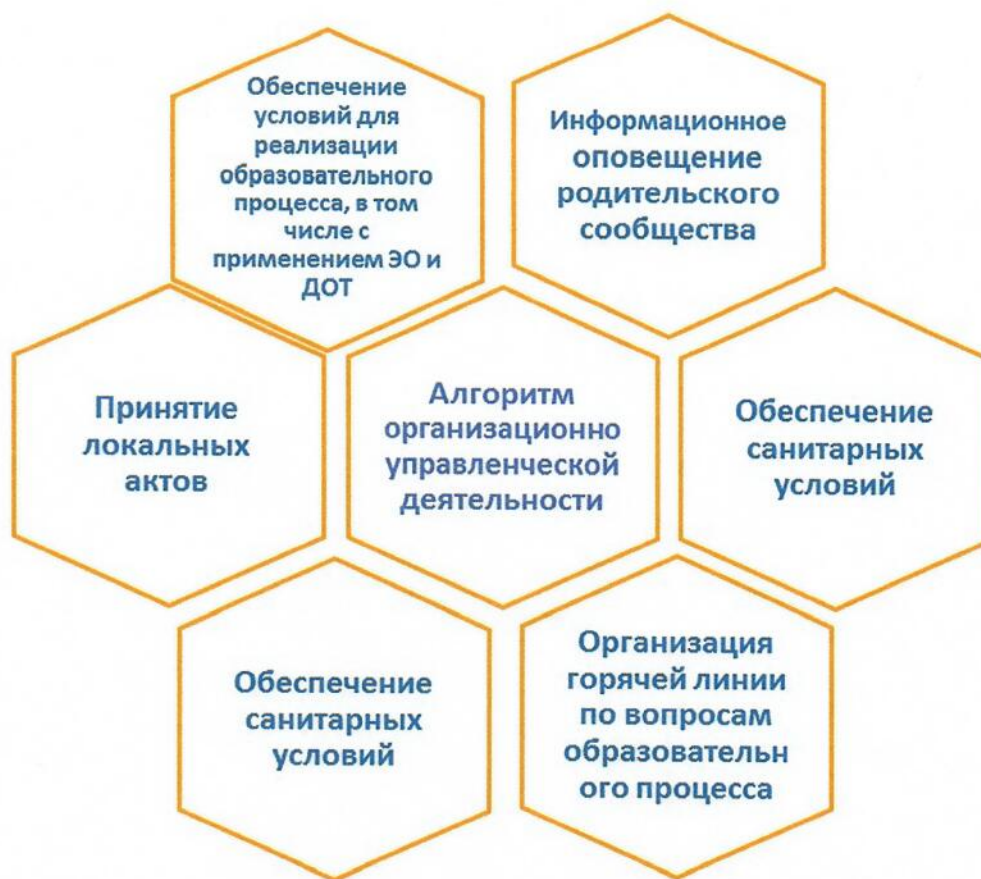 Обеспечение
условий для
реализации
образовательного
процесса, в том
числе с
применением ЭО и
ДОТ
Информационное
оповещение
родительского
сообщества
Принятие
локальных
актов
Алгоритм
организационно
управленческой
деятельности
Обеспечение
санитарных
условий
Обеспечение
санитарных
условий
Организация
горячей линии
по вопросам
образовательн
ого процесса